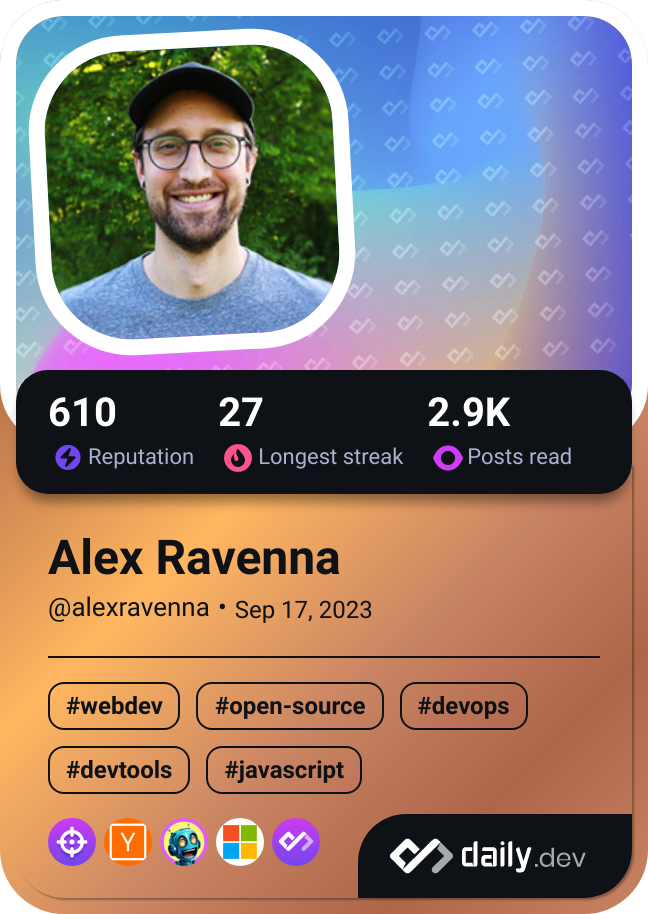 610 27 2.9K
Reputation Longest streak Posts read
Alex Ravenna
@alexravenna • Sep 17, 2023
#webdev #open-source #devops
#devtools #javascript
Y
daily.dev